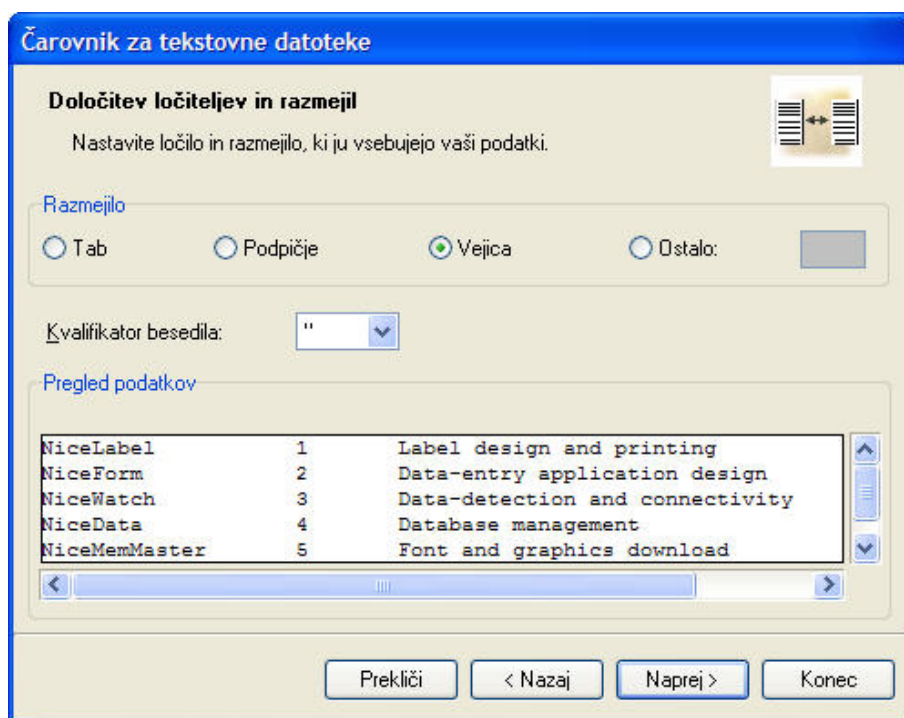 Čarovnik za tekstovne datoteke
Določitev ločiteljev in razmejil
Nastavite ločilo in razmejilo, ki ju vsebujejo vaši podatki.
Razmejilo
Tab Podpičje Vejica Ostalo:
Kvalifikator besedila: "
Pregled podatkov
NiceLabel 1 Label design and printing
NiceForm 2 Data-entry application design
NiceWatch 3 Data-detection and connectivity
NiceData 4 Database management
NiceMemMaster 5 Font and graphics download
Prekliči < Nazaj Naprej > Konec